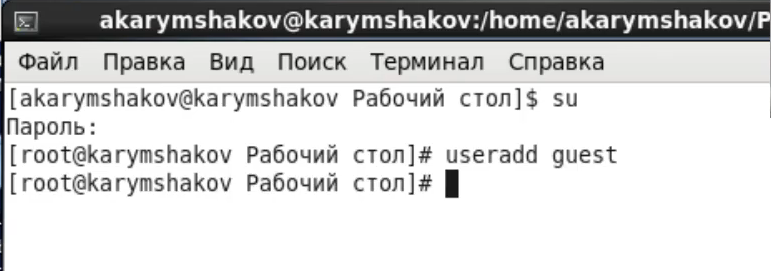 akarymshakov@karymshakov:/home/akarymshakov/P
Файл Правка Вид Поиск Терминал Справка
[akarymshakov@karymshakov Рабочий стол]$ su
Пароль:
[root@karymshakov Рабочий стол]# useradd guest
[root@karymshakov Рабочий стол]#